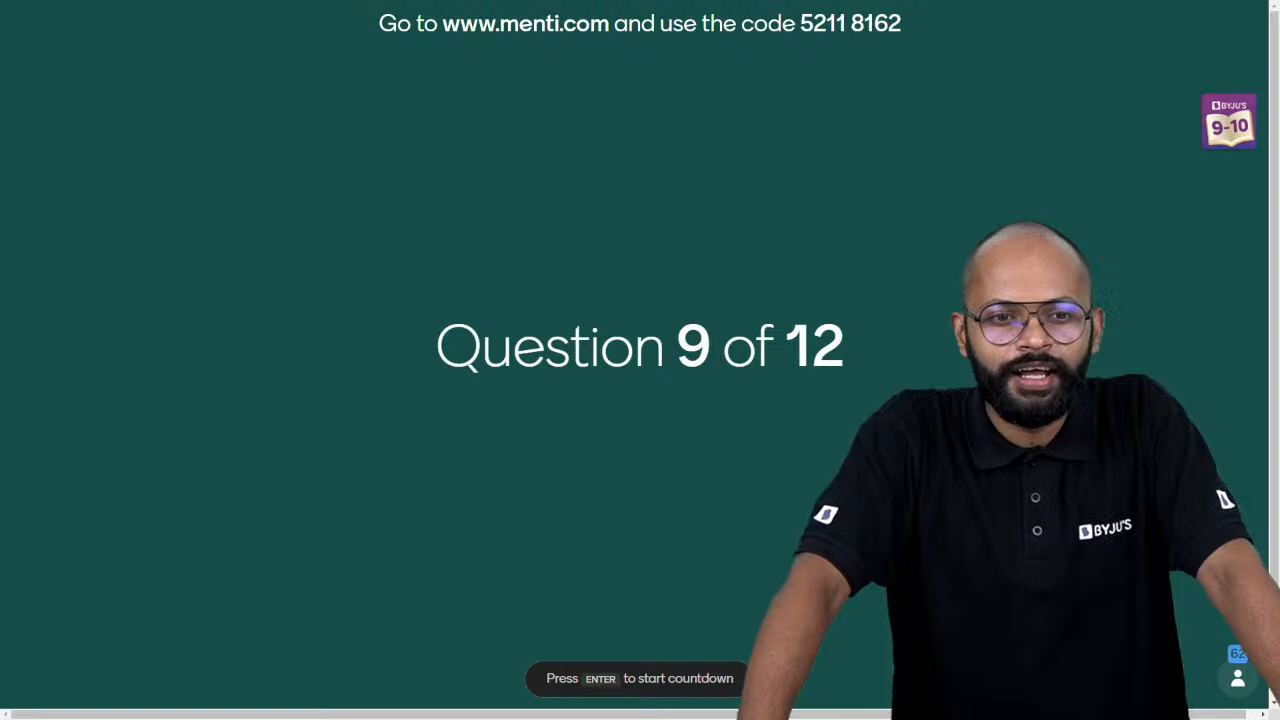 Go to www.menti.com and use the code 5211 8162
BYJU'S
9-10
Question 9 of 12
BYJU'S
Press ENTER to start countdown
62